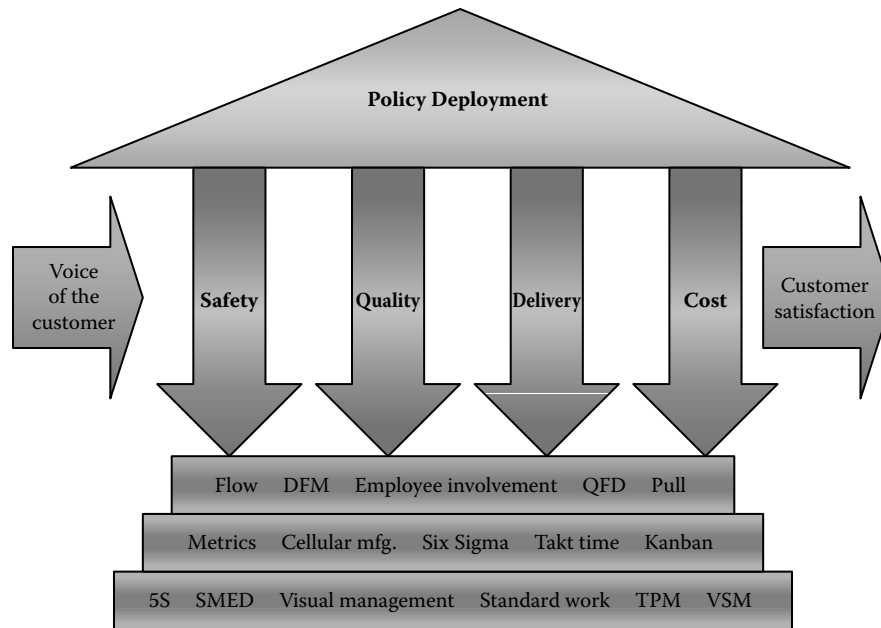 Policy Deployment
Voice
of the
customer
Safety
Quality
Delivery
Cost
Customer
satisfaction
Flow DFM Employee involvement QFD Pull
Metrics Cellular mfg. Six Sigma Takt time Kanban
5S SMED Visual management Standard work TPM VSM